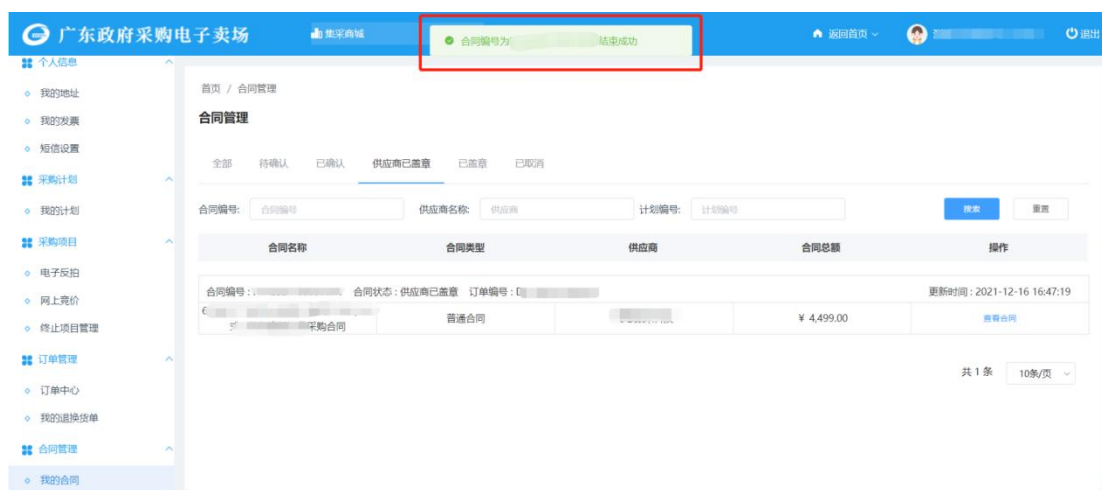 广东政府采购电子卖场
集采商城
合同编号为 结束成功
返回首页
退出
个人信息
我的地址
我的发票
短信设置
采购计划
我的计划
采购项目
电子反拍
网上竞价
终止项目管理
订单管理
订单中心
我的退换货单
合同管理
我的合同
首页 / 合同管理
合同管理
全部 待确认 已确认 供应商已盖章 已盖章 已取消
合同编号: 合同编号 供应商名称: 供应商 计划编号: 计划编号 搜索 重置
合同名称 合同类型 供应商 合同总额 操作
合同编号: 合同状态:供应商已盖章 订单编号: 更新时间:2021-12-16 16:47:19
采购合同 普通合同 ¥ 4,499.00 查看合同
共 1 条 10条/页